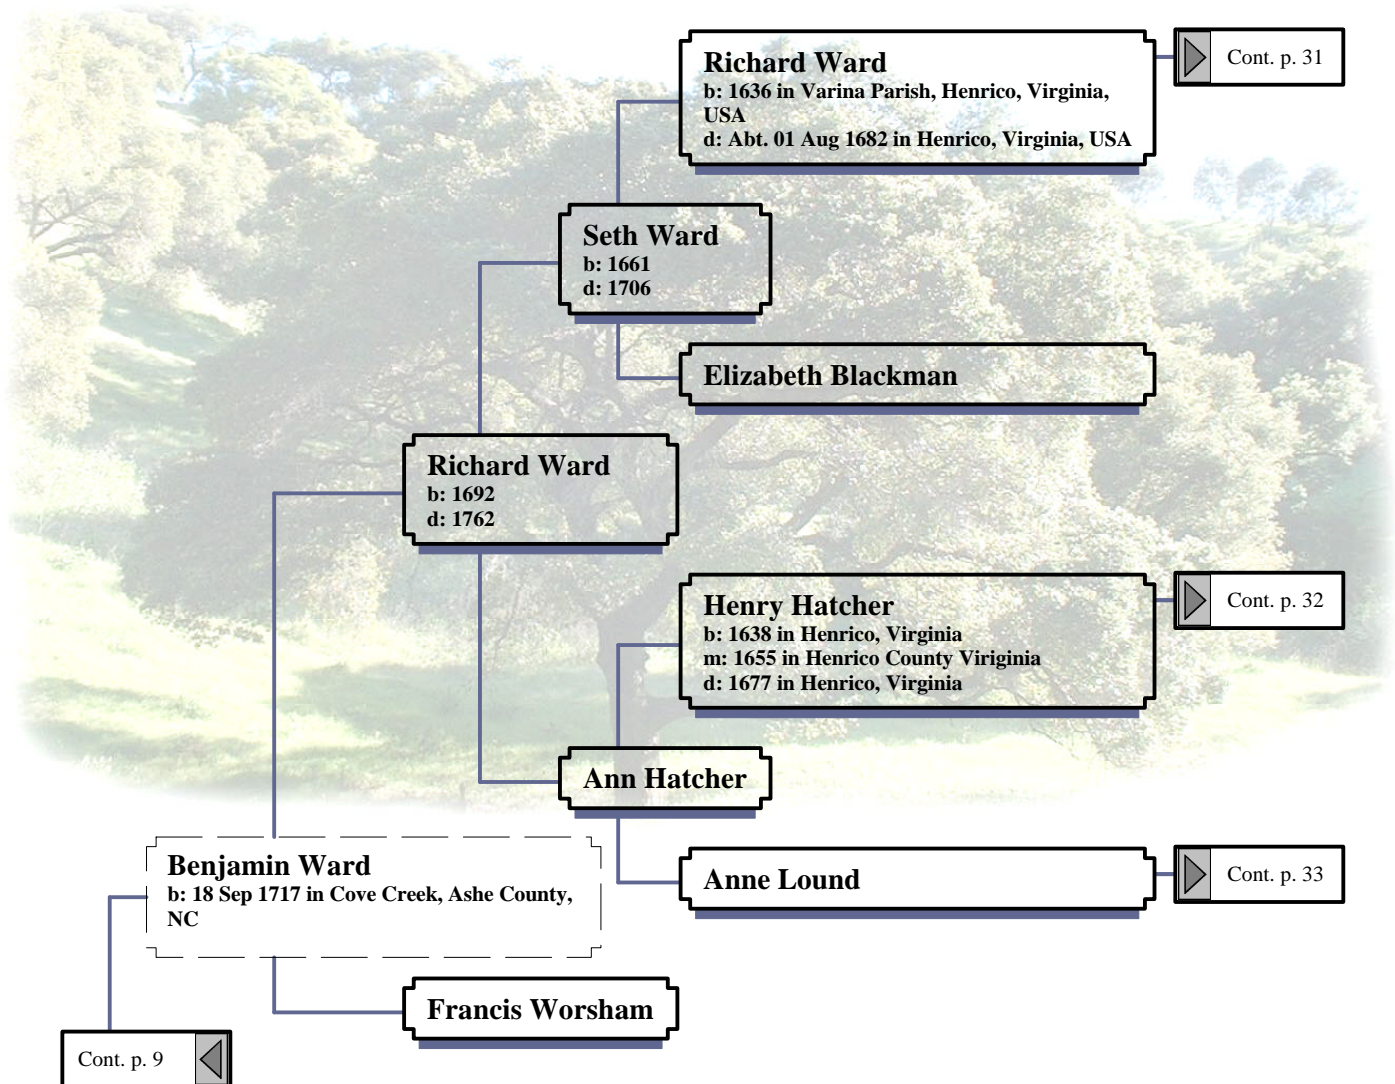 Richard Ward
b: 1636 in Varina Parish, Henrico, Virginia,
USA
d: Abt. 01 Aug 1682 in Henrico, Virginia, USA
Cont. p. 31
Seth Ward
b: 1661
d: 1706
Elizabeth Blackman
Richard Ward
b: 1692
d: 1762
Henry Hatcher
b: 1638 in Henrico, Virginia
m: 1655 in Henrico County Viriginia
d: 1677 in Henrico, Virginia
Cont. p. 32
Ann Hatcher
Benjamin Ward
b: 18 Sep 1717 in Cove Creek, Ashe County,
NC
Anne Lound
Cont. p. 33
Francis Worsham
Cont. p. 9